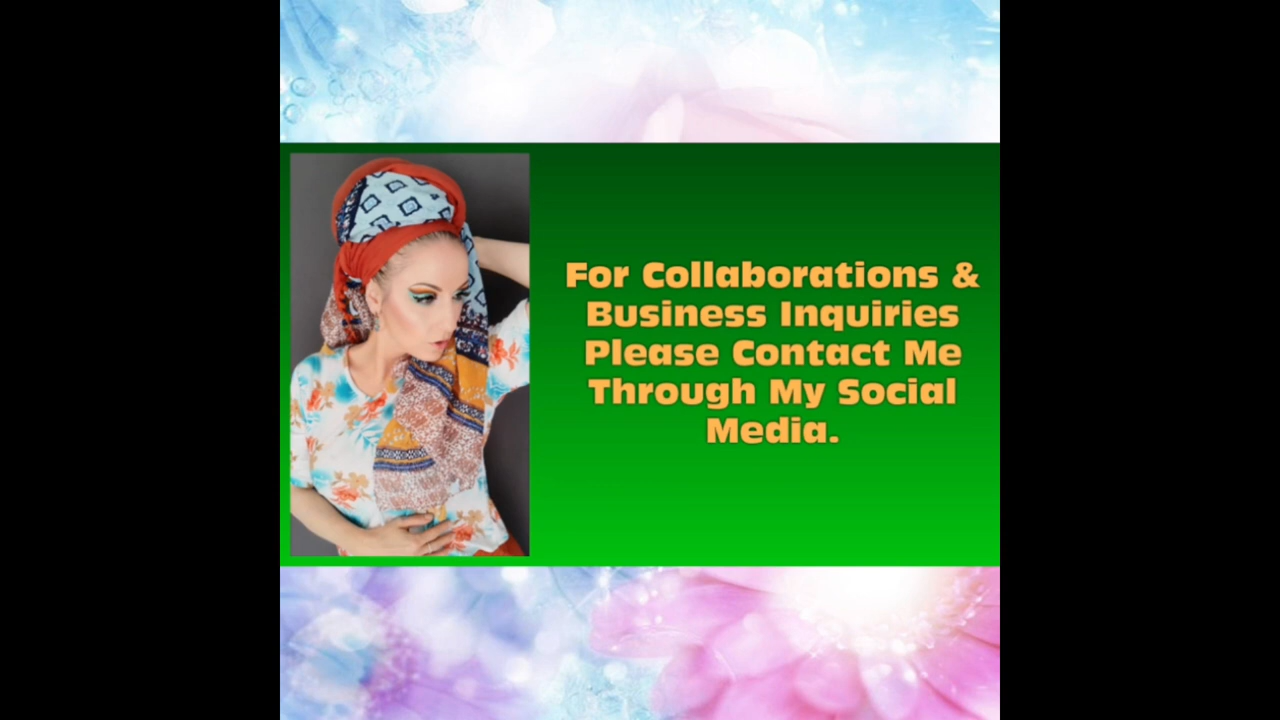 For Collaborations &
Business Inquiries
Please Contact Me
Through My Social
Media.